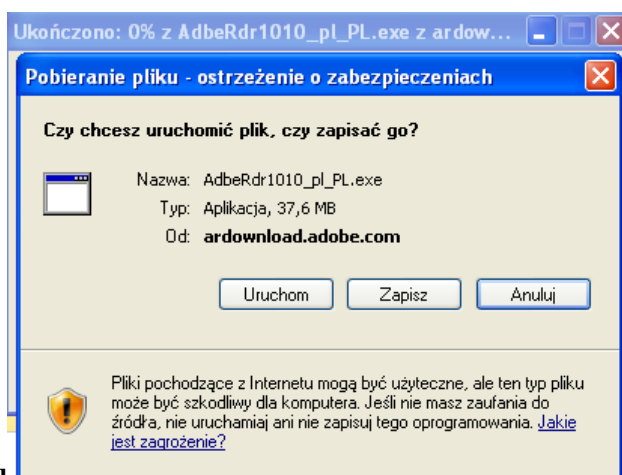 Ukończono: 0% z AdbeRdr1010_pl_PL.exe z ardow...
Pobieranie pliku - ostrzeżenie o zabezpieczeniach
Czy chcesz uruchomić plik, czy zapisać go?
Nazwa: AdbeRdr1010_pl_PL.exe
Typ: Aplikacja, 37,6 MB
Od: ardownload.adobe.com
Uruchom Zapisz Anuluj
Pliki pochodzące z Internetu mogą być użyteczne, ale ten typ pliku
może być szkodliwy dla komputera. Jeśli nie masz zaufania do
źródła, nie uruchamiaj ani nie zapisuj tego oprogramowania. Jakie
jest zagrożenie?